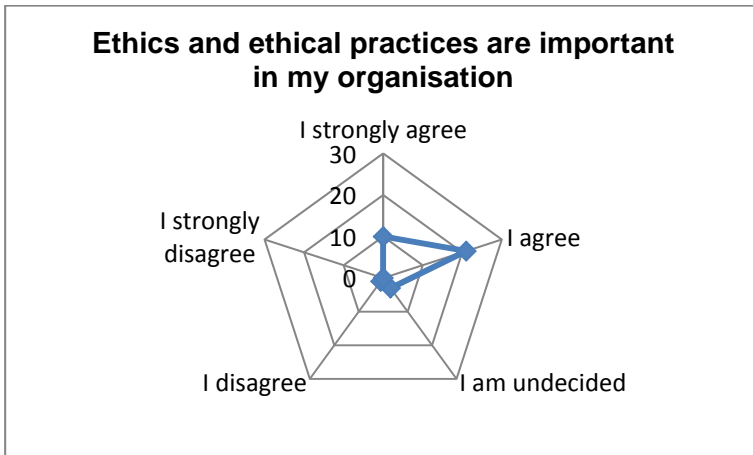 Ethics and ethical practices are important
in my organisation
I strongly agree
30
20
10
0
I agree
I am undecided
I disagree
I strongly
disagree